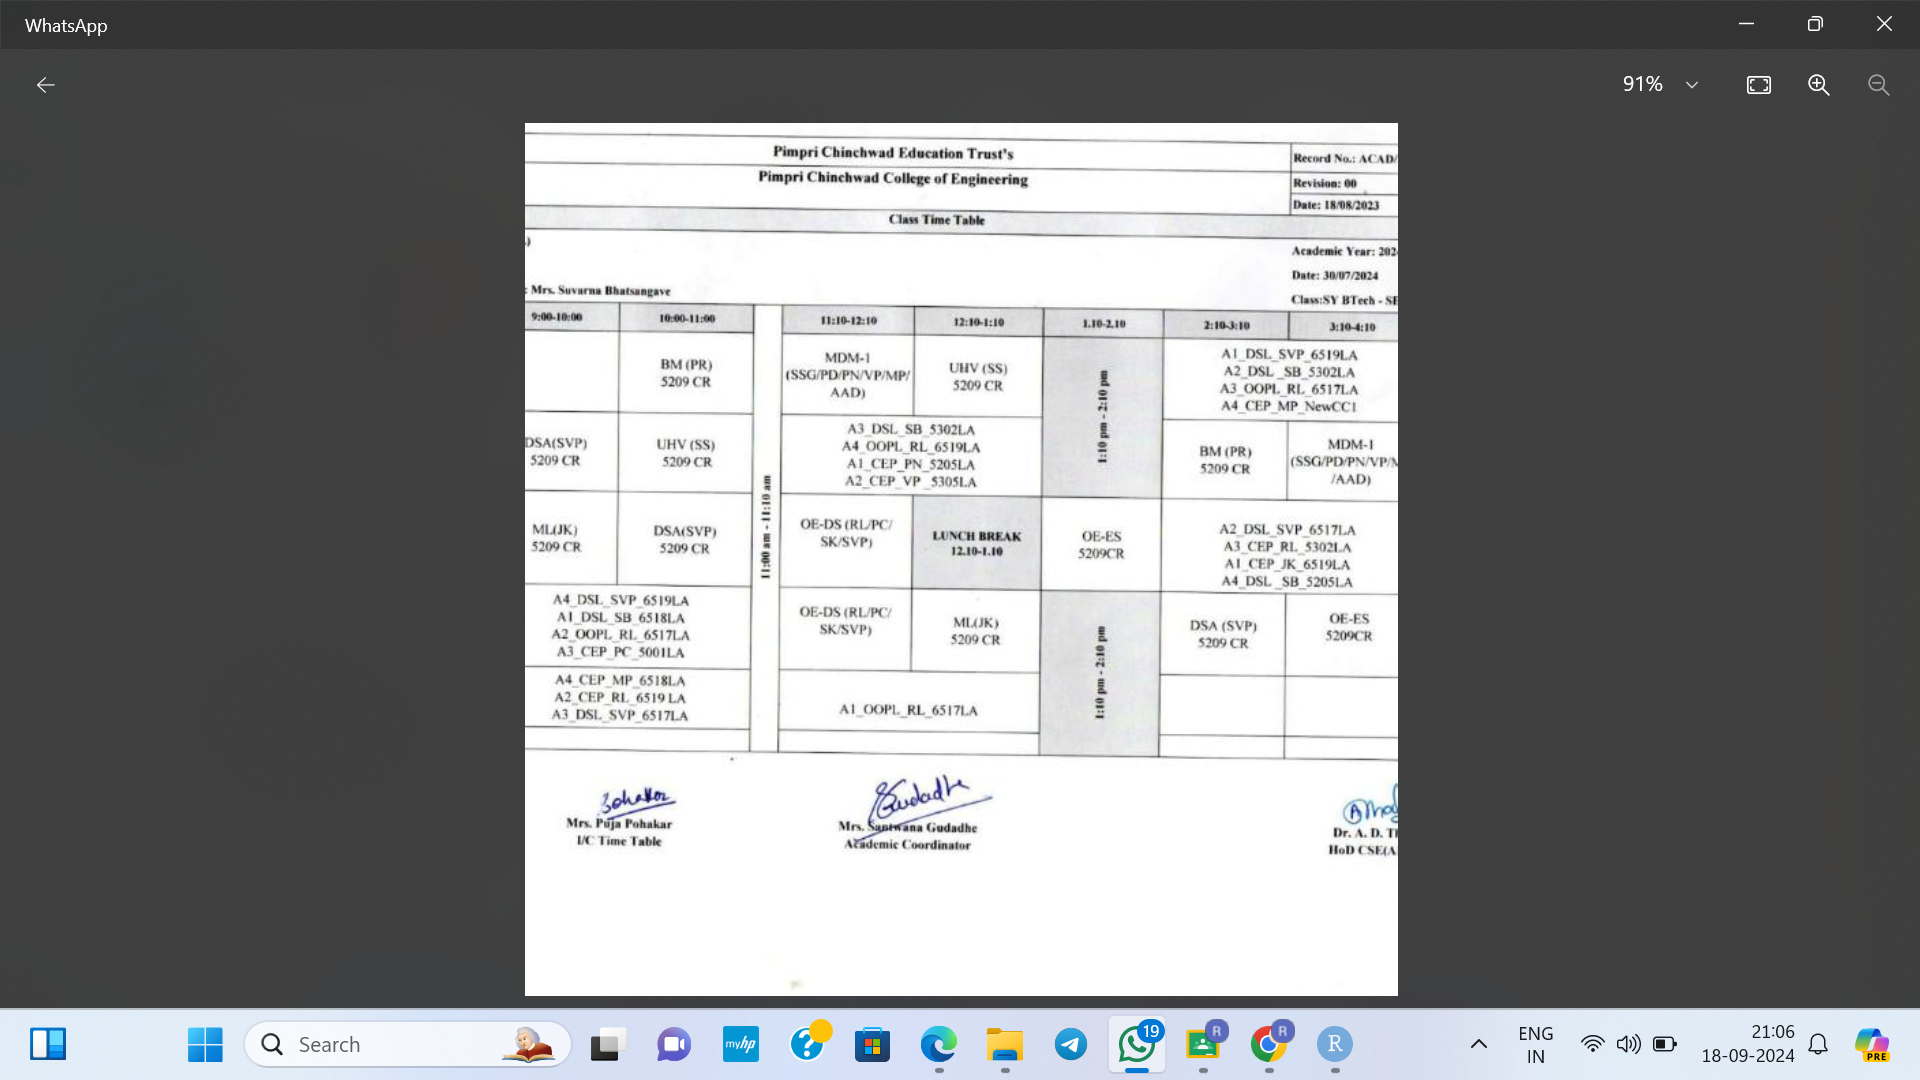 WhatsApp
91%
Pimpri Chinchwad Education Trust's
Record No.: ACAD/
Pimpri Chinchwad College of Engineering
Revision: 00
Date: 18/08/2023
Class Time Table
.)
Academic Year: 202
Date: 30/07/2024
: Mrs. Suvarna Bhatsangave
Class:SY BTech - SE
9:00-10:00 10:00-11:00 11:10-12:10 12:10-1:10 1.10-2.10 2:10-3:10 3:10-4:10
BM (PR)
5209 CR
MDM-1
(SSG/PD/PN/VP/MP/
AAD)
UHV (SS)
5209 CR
A1_DSL_SVP_6519LA
A2_DSL _SB_5302LA
A3_OOPL_RL_6517LA
A4_CEP_MP_NewCC1
1:10 pm - 2:10 pm
DSA(SVP)
5209 CR
UHV (SS)
5209 CR
A3_DSL_SB_5302LA
A4_OOPL_RL_6519LA
A1_CEP_PN_5205LA
A2_CEP_VP _5305LA
BM (PR)
5209 CR
MDM-1
(SSG/PD/PN/VP/M
/AAD)
11:00 am - 11:10 am
ML(JK)
5209 CR
DSA(SVP)
5209 CR
OE-DS (RL/PC/
SK/SVP)
LUNCH BREAK
12.10-1.10
OE-ES
5209CR
A2_DSL_SVP_6517LA
A3_CEP_RL_5302LA
A1_CEP_JK_6519LA
A4_DSL _SB_5205LA
A4_DSL_SVP_6519LA
A1_DSL_SB_6518LA
A2_OOPL_RL_6517LA
A3_CEP_PC_5001LA
OE-DS (RL/PC/
SK/SVP)
ML(JK)
5209 CR
1:10 pm - 2:10 pm
DSA (SVP)
5209 CR
OE-ES
5209CR
A4_CEP_MP_6518LA
A2_CEP_RL_6519 LA
A3_DSL_SVP_6517LA
A1_OOPL_RL_6517LA
Gudadhe
Mrs. Puja Pohakar
I/C Time Table
Mrs. Santwana Gudadhe
Academic Coordinator
Dr. A. D. Th
HoD CSE(A
Search
myhp
19
R
R
R
ENG
IN
21:06
18-09-2024
PRE